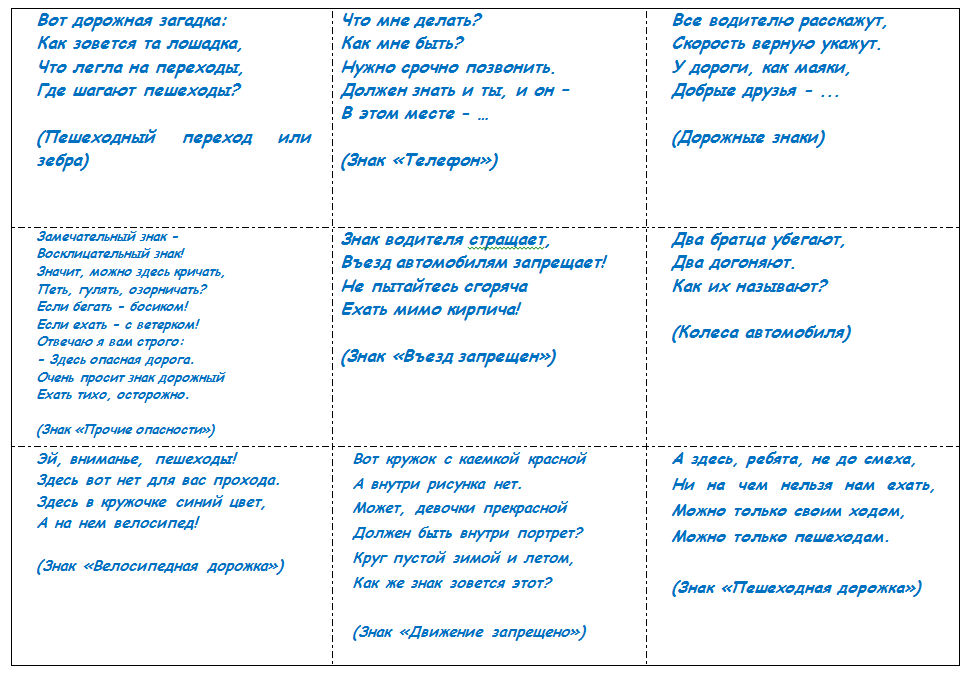 Вот дорожная загадка:
Как зовется та лошадка,
Что легла на переходы,
Где шагают пешеходы?
(Пешеходный переход или
зебра)
Что мне делать?
Как мне быть?
Нужно срочно позвонить.
Должен знать и ты, и он –
В этом месте – …
(Знак «Телефон»)
Все водителю расскажут,
Скорость верную укажут.
У дороги, как маяки,
Добрые друзья – ...
(Дорожные знаки)
Замечательный знак –
Восклицательный знак!
Значит, можно здесь кричать,
Петь, гулять, озорничать?
Если бегать – босиком!
Если ехать – с ветерком!
Отвечаю я вам строго:
– Здесь опасная дорога.
Очень просит знак дорожный
Ехать тихо, осторожно.
(Знак «Прочие опасности»)
Знак водителя стращает,
Въезд автомобилям запрещает!
Не пытайтесь сгоряча
Ехать мимо кирпича!
(Знак «Въезд запрещен»)
Два братца убегают,
Два догоняют.
Как их называют?
(Колеса автомобиля)
Эй, вниманье, пешеходы!
Здесь вот нет для вас прохода.
Здесь в кружочке синий цвет,
А на нем велосипед!
(Знак «Велосипедная дорожка»)
Вот кружок с каемкой красной
А внутри рисунка нет.
Может, девочки прекрасной
Должен быть внутри портрет?
Круг пустой зимой и летом,
Как же знак зовется этот?
(Знак «Движение запрещено»)
А здесь, ребята, не до смеха,
Ни на чем нельзя нам ехать,
Можно только своим ходом,
Можно только пешеходам.
(Знак «Пешеходная дорожка»)